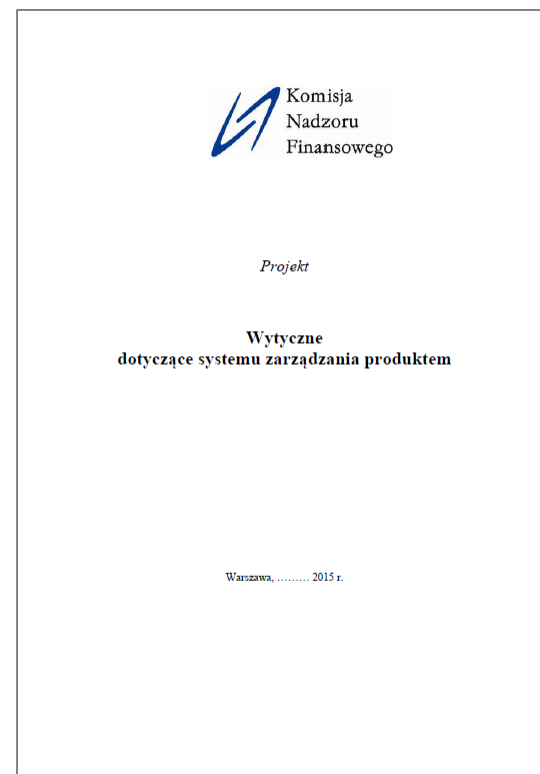 Komisja
Nadzoru
Finansowego
Projekt
Wytyczne
dotyczące systemu zarządzania produktem
Warszawa, ……… 2015 r.